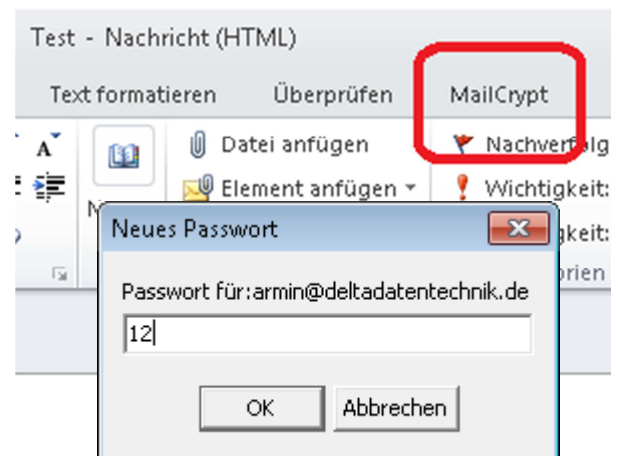 Test - Nachricht (HTML)
Text formatieren Überprüfen MailCrypt
A Datei anfügen Nachverfolg
Element anfügen Wichtigkeit:
Neues Passwort
Passwort für:armin@deltadatentechnik.de
12
OK Abbrechen